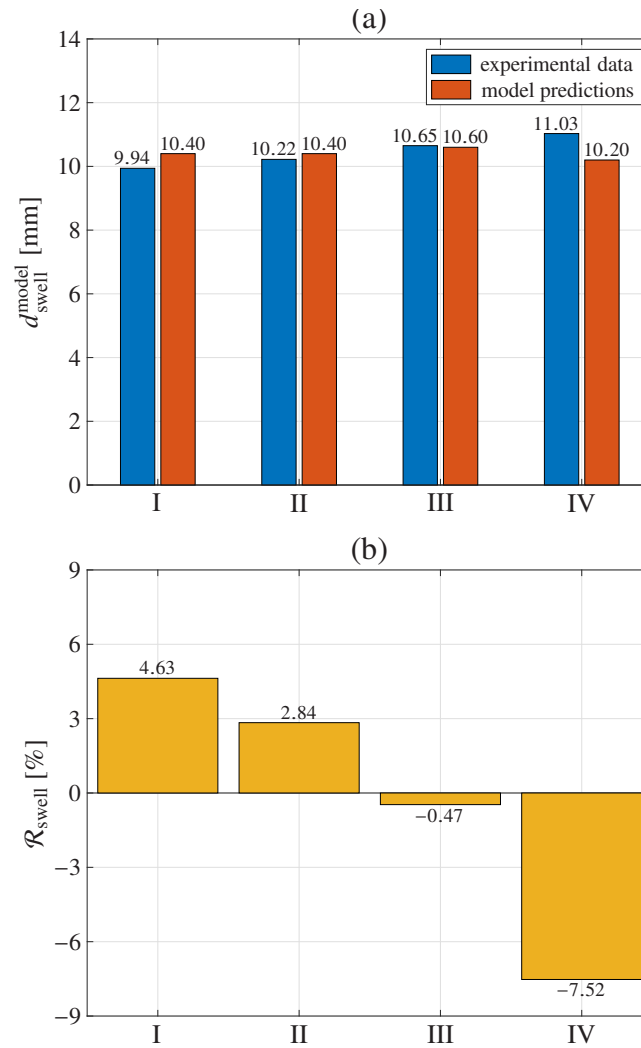 (a)
14
12
10
8
6
4
2
0
d_swell^model [mm]
experimental data
model predictions
9.94 10.40 10.22 10.40 10.65 10.60 11.03 10.20
I II III IV
(b)
9
6
3
0
−3
−6
−9
ℛ_swell [%]
4.63
2.84
−0.47
−7.52
I II III IV